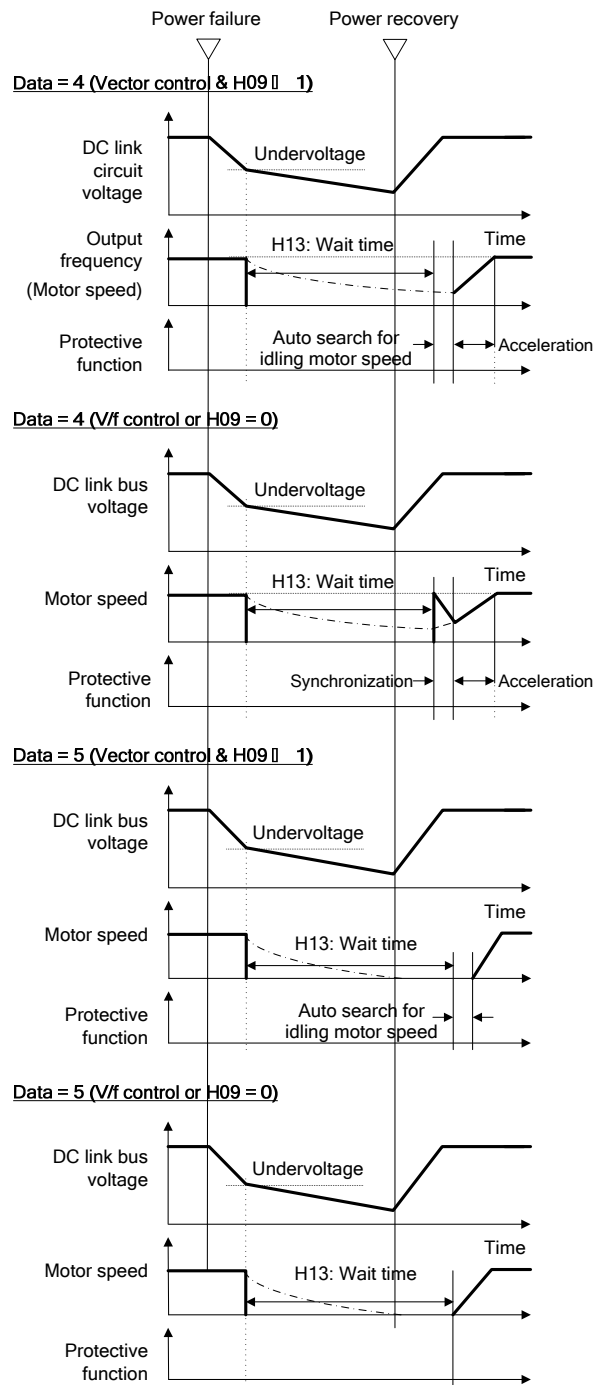 Power failure
Power recovery
Data = 4 (Vector control & H09 1)
DC link
circuit
voltage
Undervoltage
Output
frequency
(Motor speed)
H13: Wait time
Time
Protective
function
Auto search for
idling motor speed
Acceleration
Data = 4 (V/f control or H09 = 0)
DC link bus
voltage
Undervoltage
H13: Wait time
Time
Motor speed
Protective
function
Synchronization
Acceleration
Data = 5 (Vector control & H09 1)
DC link bus
voltage
Undervoltage
Time
Motor speed
H13: Wait time
Protective
function
Auto search for
idling motor speed
Data = 5 (V/f control or H09 = 0)
DC link bus
voltage
Undervoltage
Time
Motor speed
H13: Wait time
Protective
function